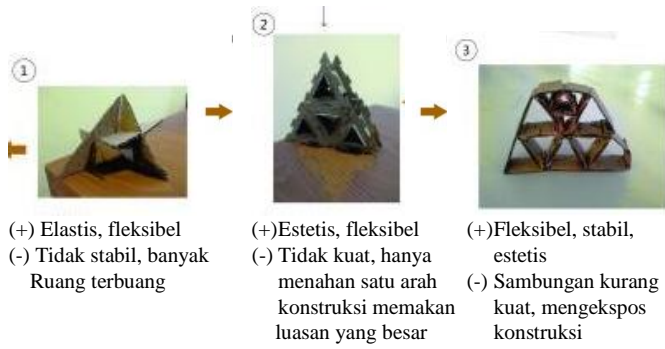 1
2
3
(+) Elastis, fleksibel
(-) Tidak stabil, banyak
Ruang terbuang
(+)Estetis, fleksibel
(-) Tidak kuat, hanya
menahan satu arah
konstruksi memakan
luasan yang besar
(+)Fleksibel, stabil,
estetis
(-) Sambungan kurang
kuat, mengekspos
konstruksi